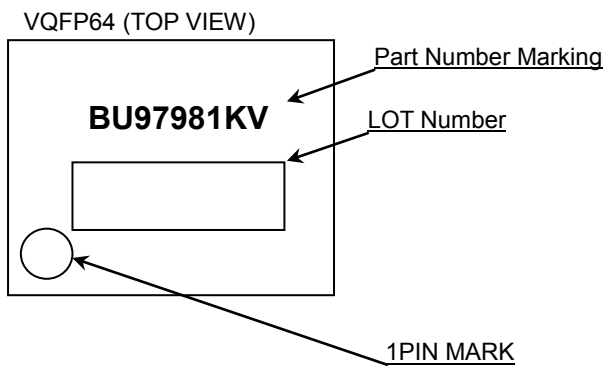 VQFP64 (TOP VIEW)
Part Number Marking
BU97981KV
LOT Number
1PIN MARK